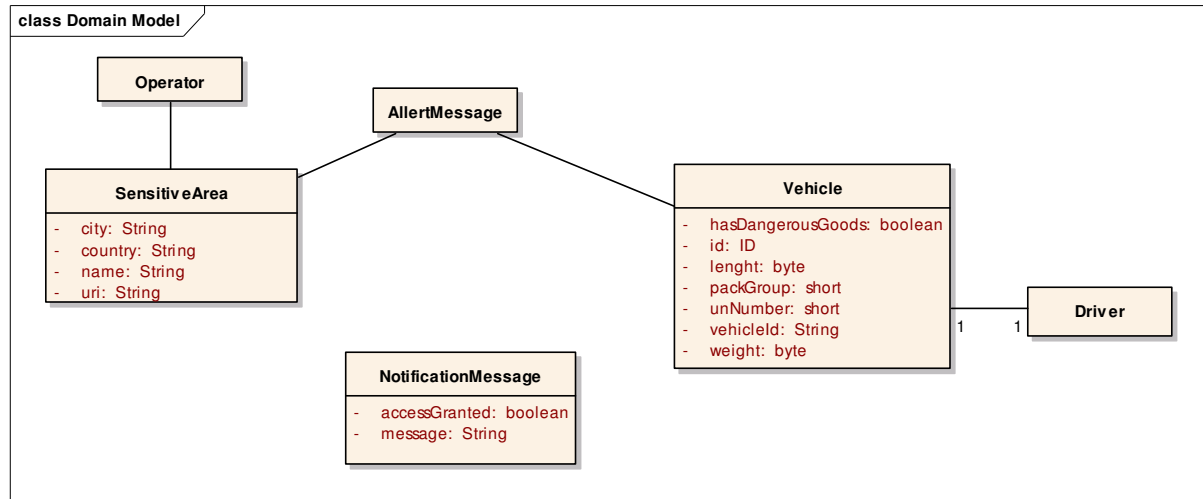 class Domain Model
Operator
AllertMessage
SensitiveArea
- city: String
- country: String
- name: String
- uri: String
Vehicle
- hasDangerousGoods: boolean
- id: ID
- lenght: byte
- packGroup: short
- unNumber: short
- vehicleId: String
- weight: byte
1 1
Driver
NotificationMessage
- accessGranted: boolean
- message: String